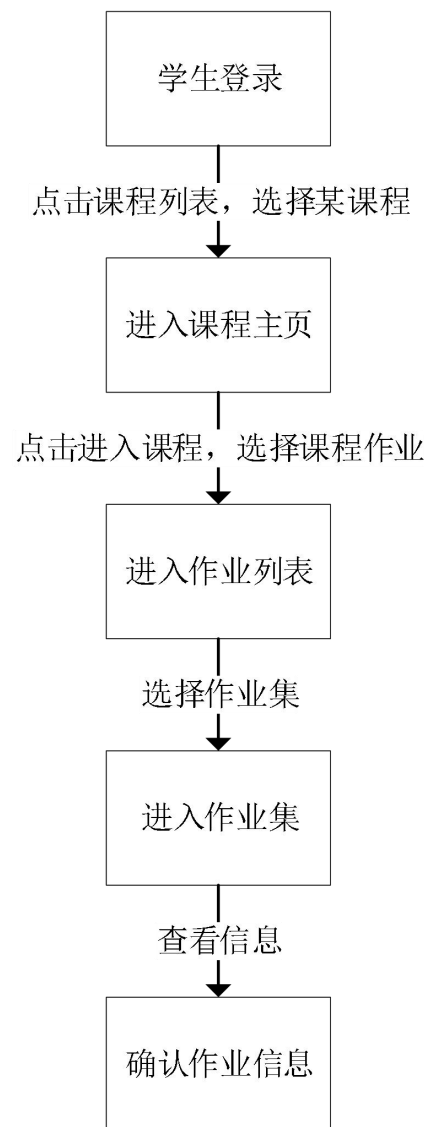 学生登录
点击课程列表，选择某课程
进入课程主页
点击进入课程，选择课程作业
进入作业列表
选择作业集
进入作业集
查看信息
确认作业信息